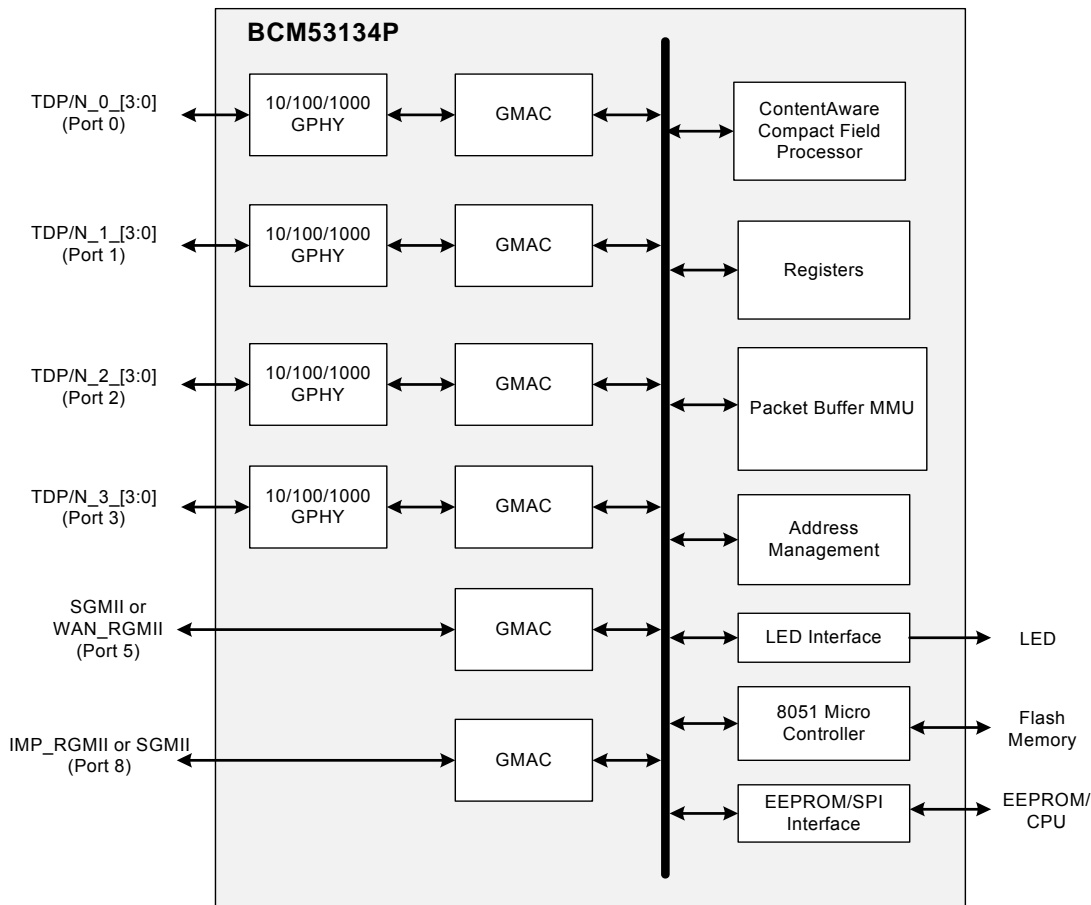 BCM53134P
TDP/N_0_[3:0]
(Port 0)
10/100/1000
GPHY
GMAC
ContentAware
Compact Field
Processor
TDP/N_1_[3:0]
(Port 1)
10/100/1000
GPHY
GMAC
Registers
TDP/N_2_[3:0]
(Port 2)
10/100/1000
GPHY
GMAC
Packet Buffer MMU
TDP/N_3_[3:0]
(Port 3)
10/100/1000
GPHY
GMAC
Address
Management
SGMII or
WAN_RGMII
(Port 5)
GMAC
LED Interface
LED
IMP_RGMII or SGMII
(Port 8)
GMAC
8051 Micro
Controller
Flash
Memory
EEPROM/SPI
Interface
EEPROM/
CPU